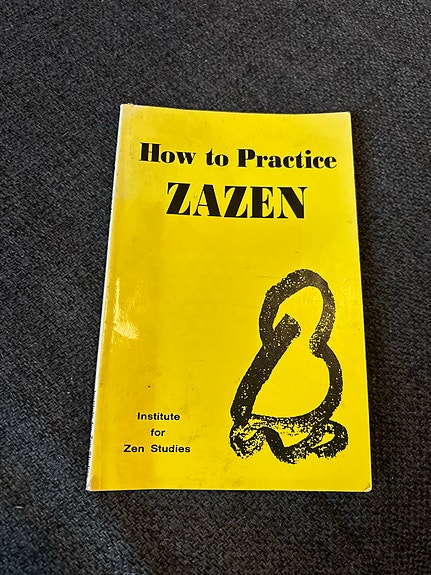 How to Practice
ZAZEN
Institute
for
Zen Studies